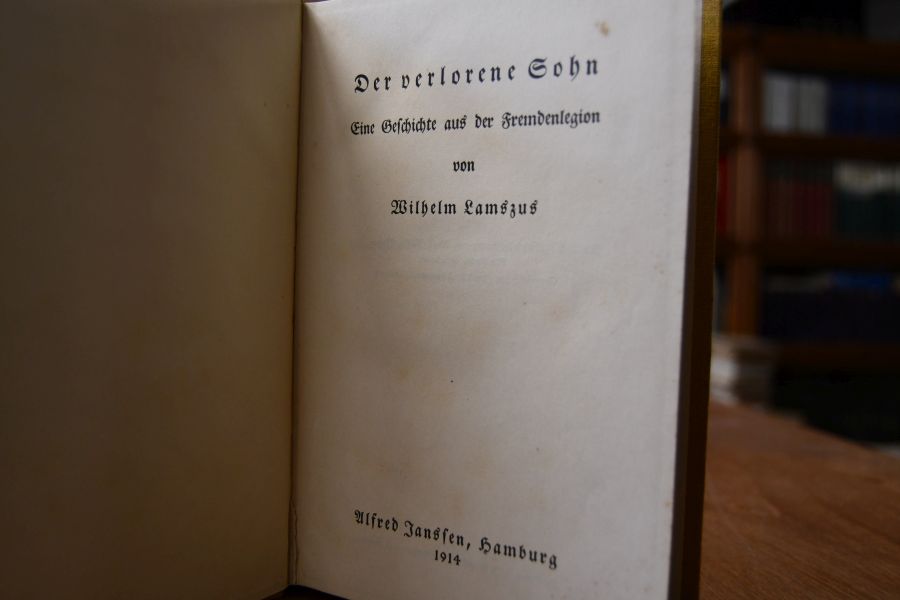 Der verlorene Sohn
Eine Geſchichte aus der Fremdenlegion
von
Wilhelm Lamszus
Alfred Janſſen, Hamburg
1914